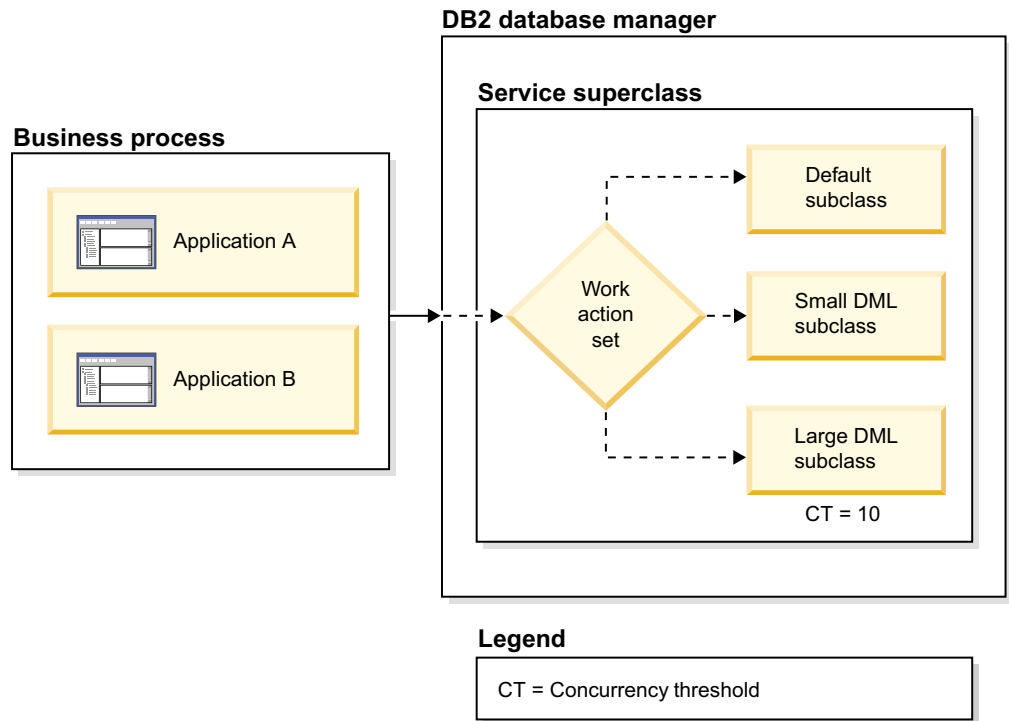 DB2 database manager
Service superclass
Business process
Application A
Application B
Work
action
set
Default
subclass
Small DML
subclass
Large DML
subclass
CT = 10
Legend
CT = Concurrency threshold